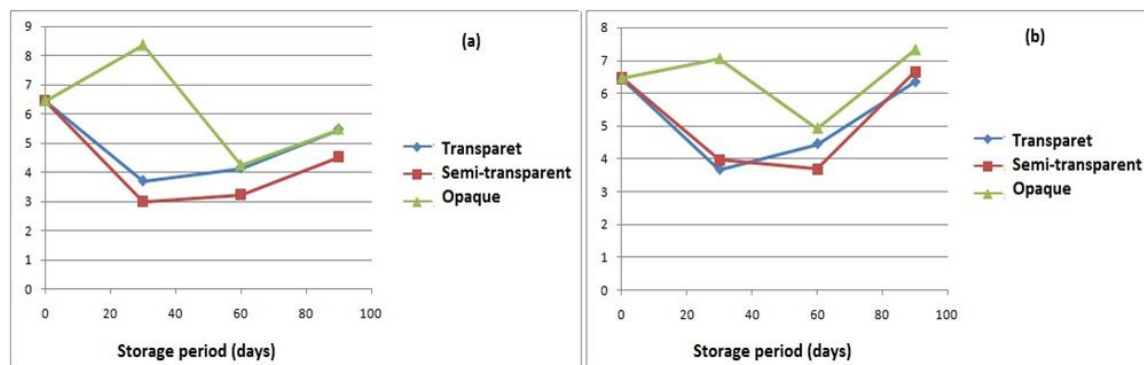 (a)
9
8
7
6
5
4
3
2
1
0
0 20 40 60 80 100
Storage period (days)
Transparet
Semi-transparent
Opaque
(b)
8
7
6
5
4
3
2
1
0
0 20 40 60 80 100
Storage period (days)
Transparet
Semi-transparent
Opaque